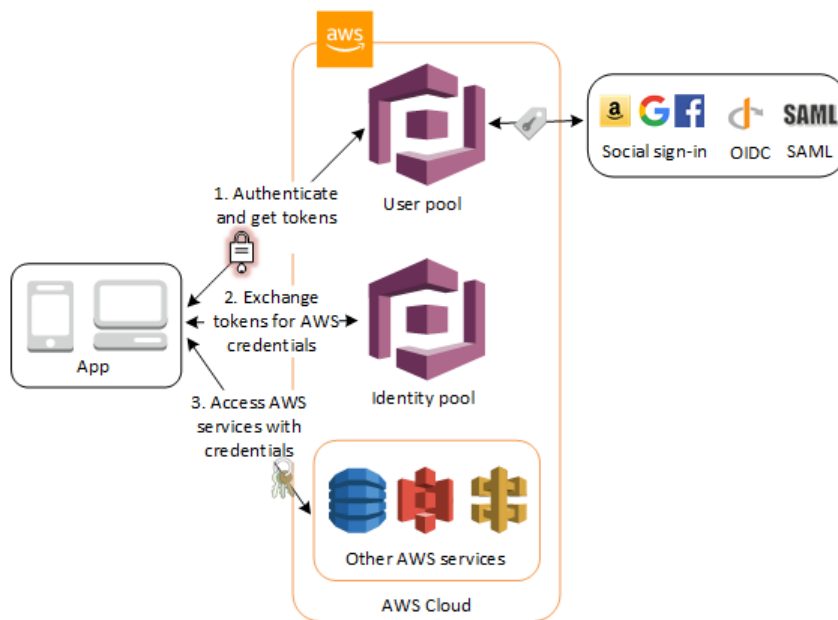 aws
a
G
f
SAML
Social sign-in
OIDC
SAML
1. Authenticate
and get tokens
User pool
2. Exchange
tokens for AWS
credentials
App
Identity pool
3. Access AWS
services with
credentials
Other AWS services
AWS Cloud